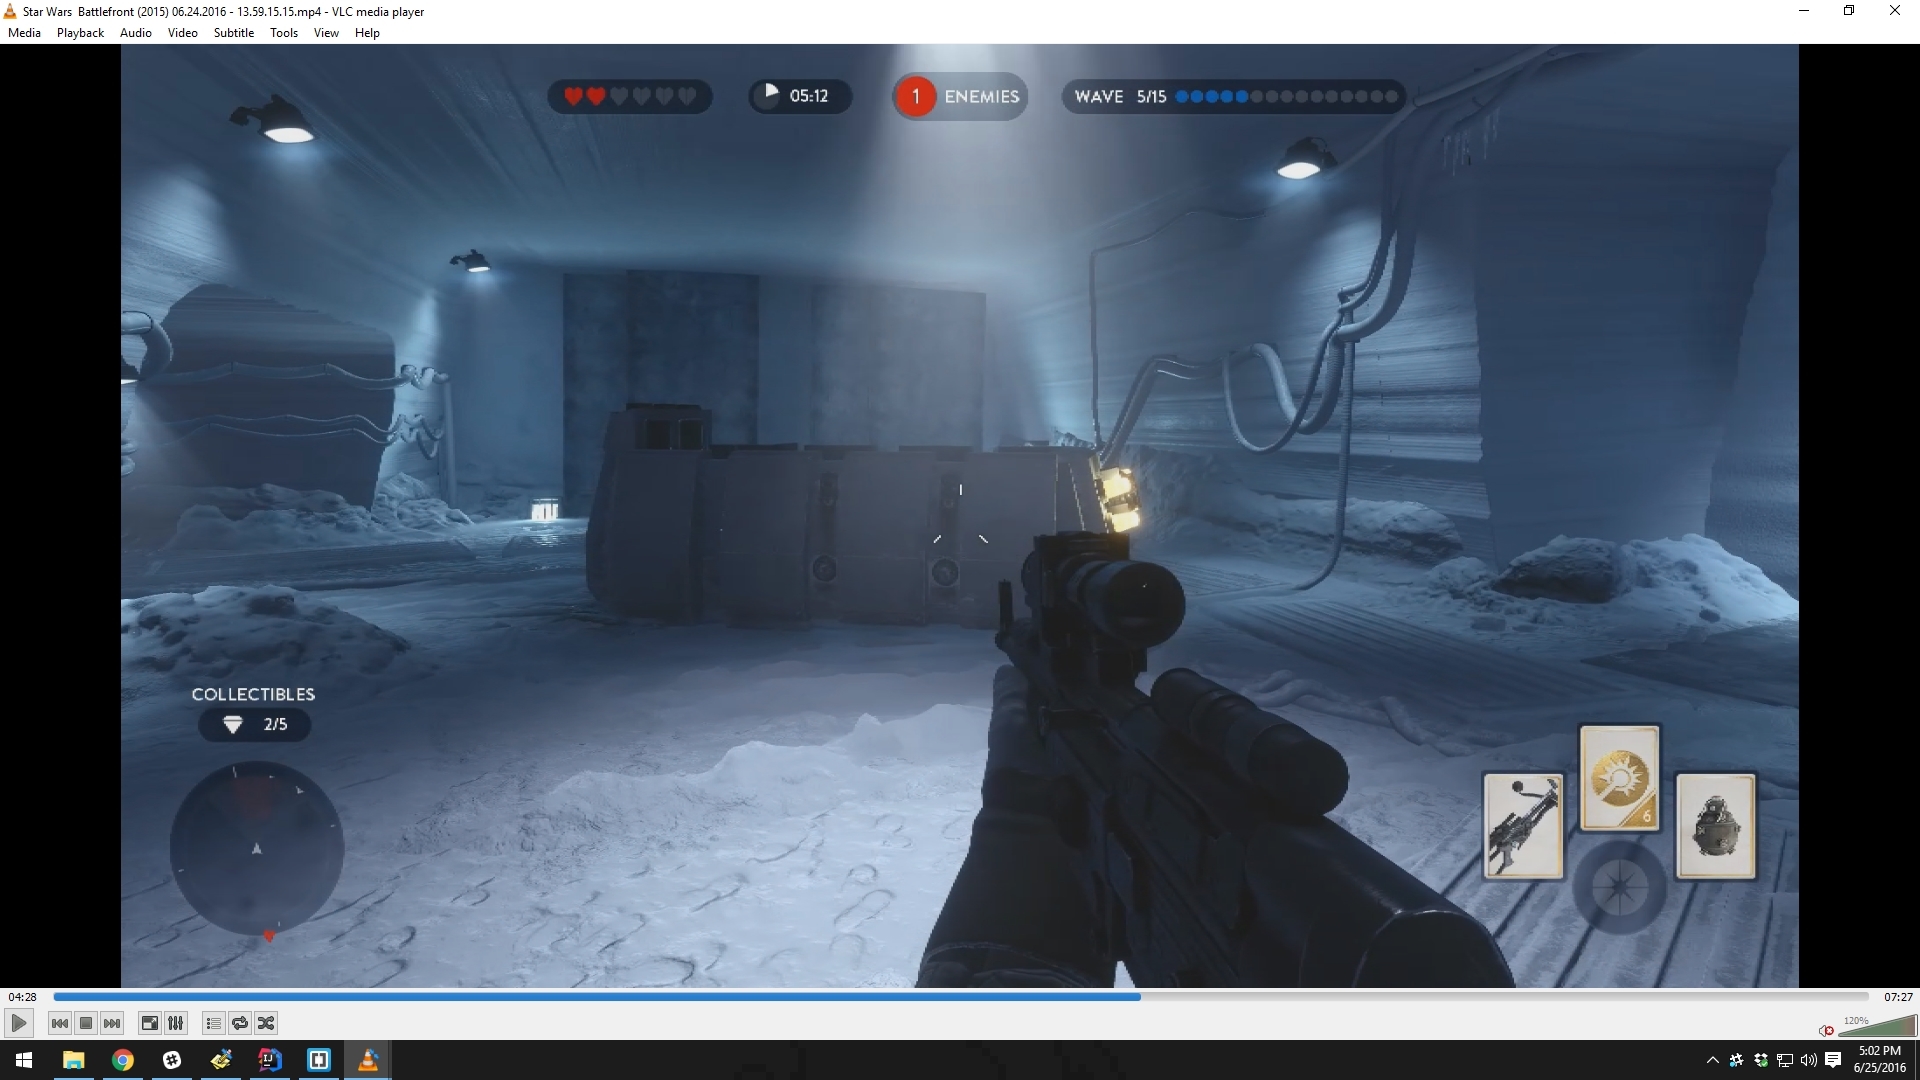 Star Wars Battlefront (2015) 06.24.2016 - 13.59.15.15.mp4 - VLC media player
Media Playback Audio Video Subtitle Tools View Help
05:12
1 ENEMIES
WAVE 5/15
COLLECTIBLES
2/5
6
04:28
07:27
120%
IJ
5:02 PM
6/25/2016